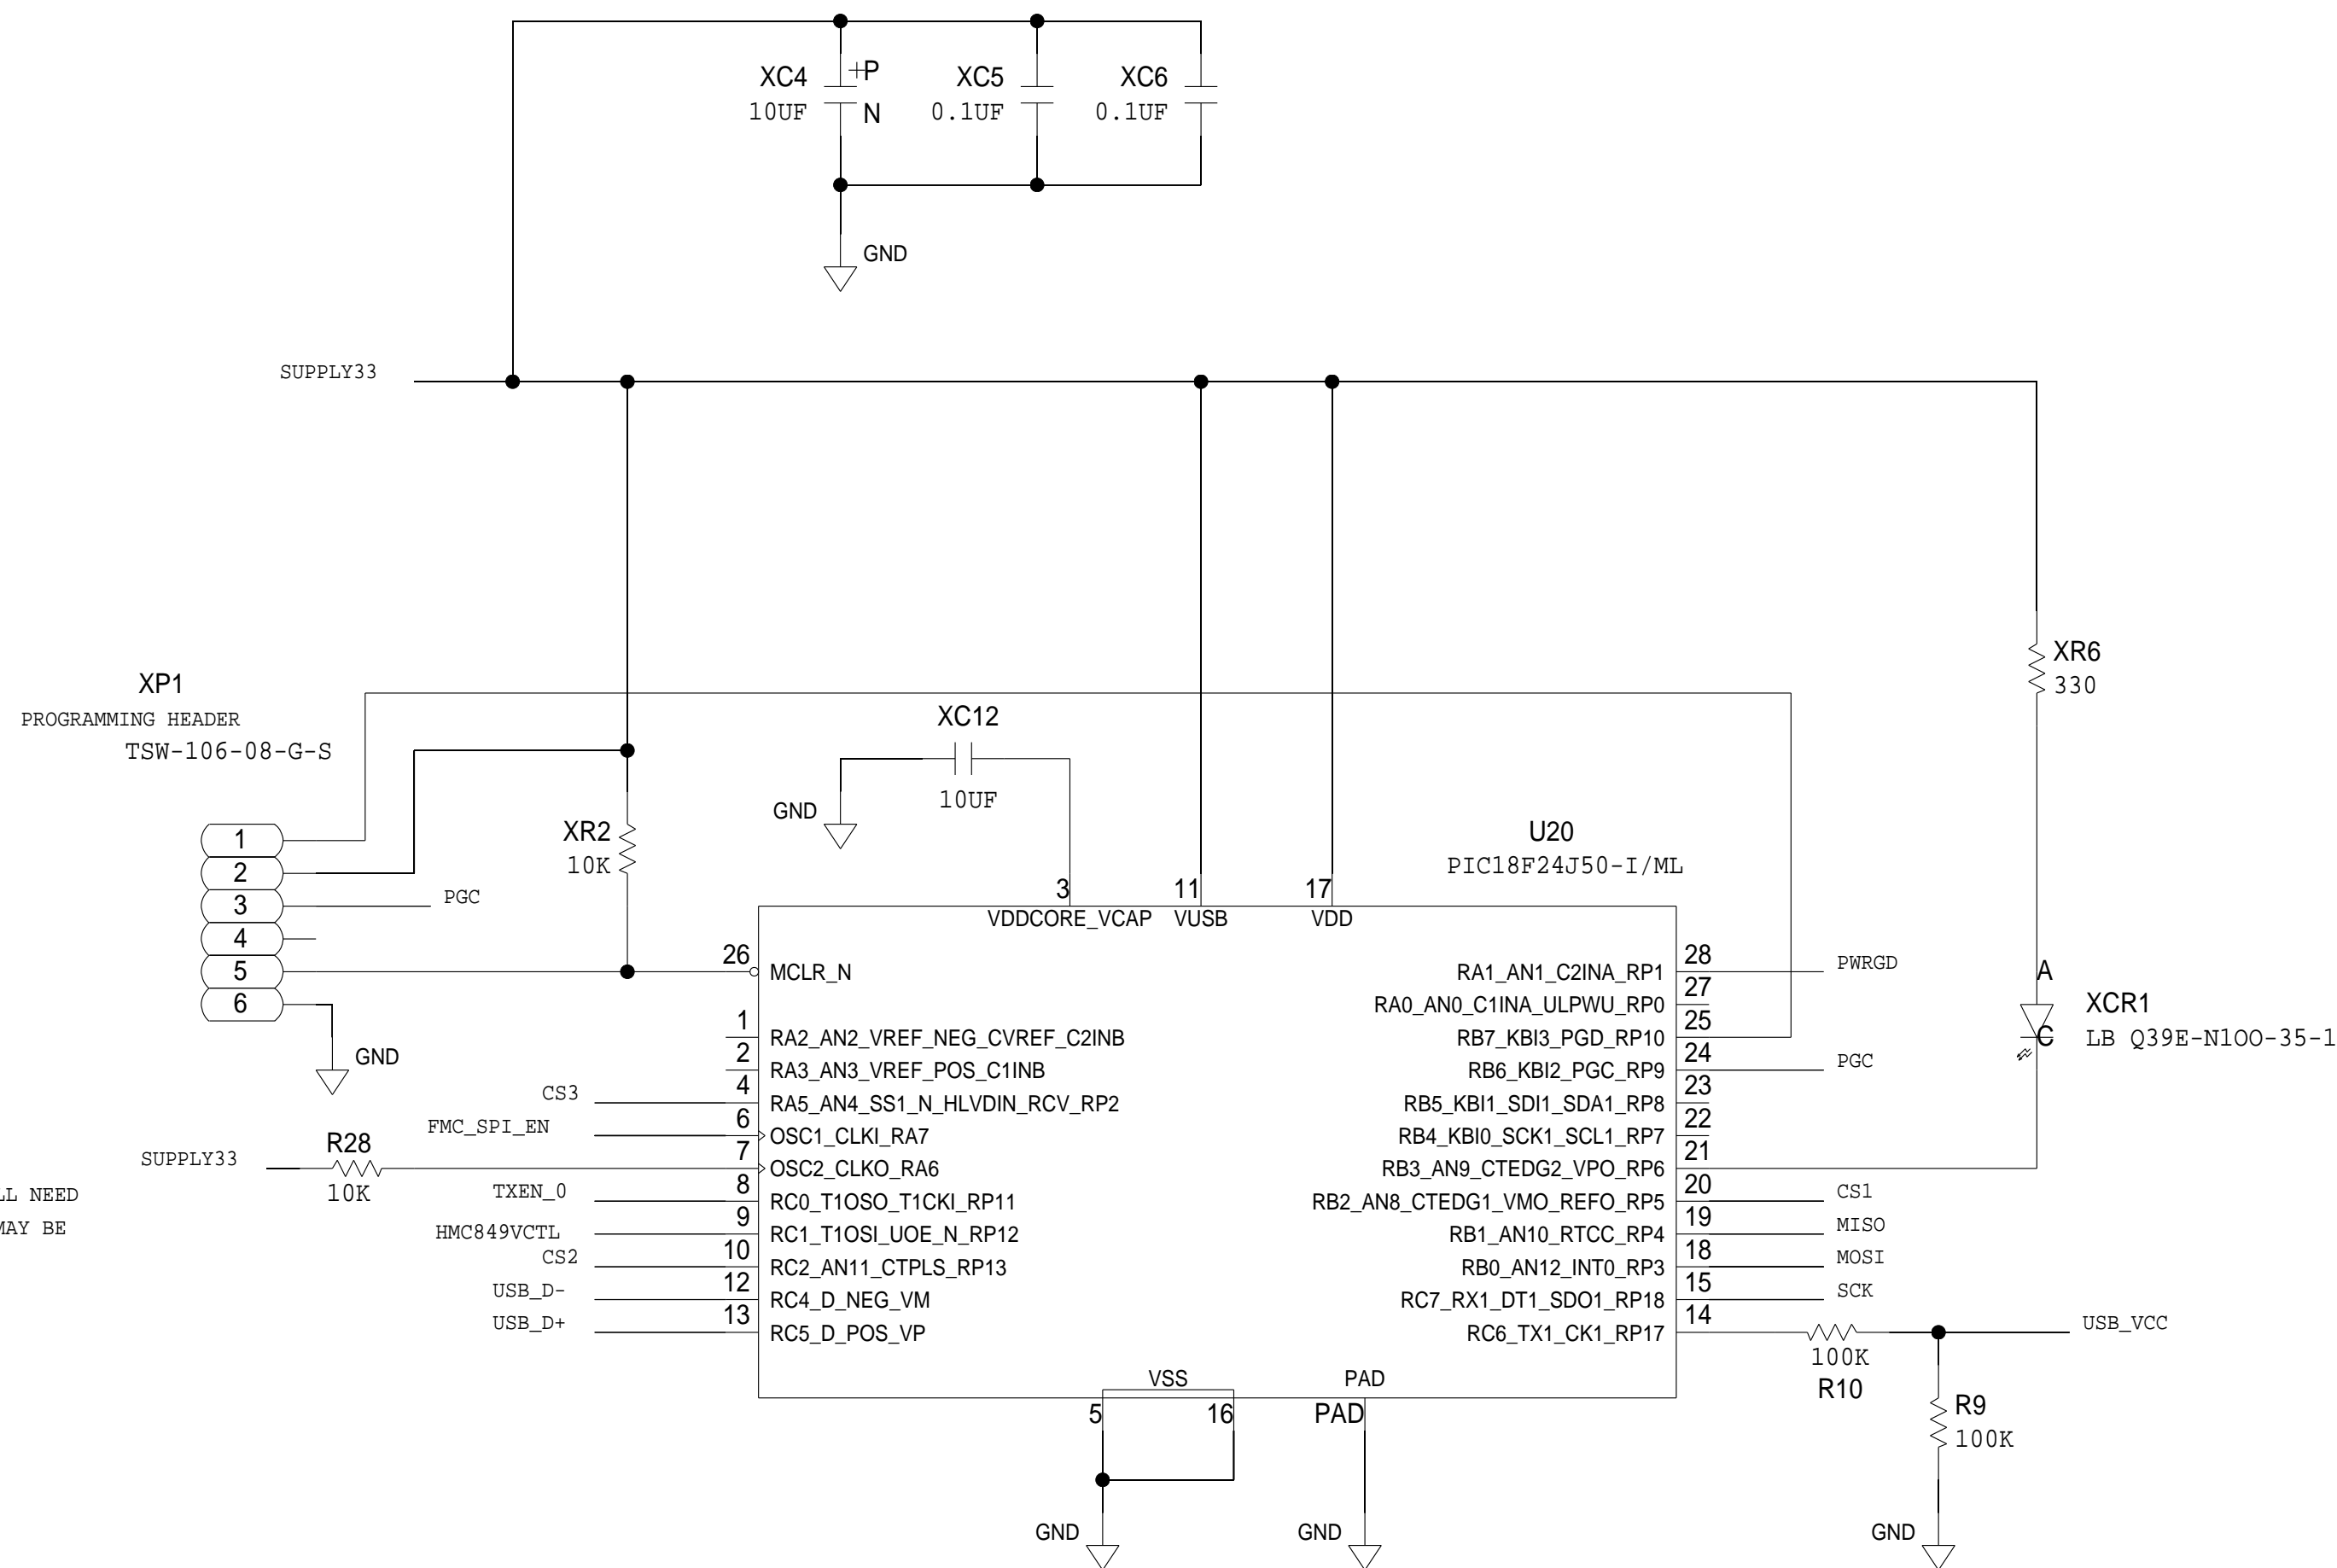 XC4
+P
10UF
N
XC5
0.1UF
XC6
0.1UF
GND
SUPPLY33
XR6
330
XP1
PROGRAMMING HEADER
TSW-106-08-G-S
XC12
10UF
GND
XR2
10K
U20
PIC18F24J50-I/ML
1
2
3
4
5
6
PGC
GND
3
11
17
VDDCORE_VCAP
VUSB
VDD
26
MCLR_N
1
RA2_AN2_VREF_NEG_CVREF_C2INB
2
RA3_AN3_VREF_POS_C1INB
CS3
4
RA5_AN4_SS1_N_HLVDIN_RCV_RP2
FMC_SPI_EN
6
OSC1_CLKI_RA7
SUPPLY33
R28
10K
7
OSC2_CLKO_RA6
LL NEED
MAY BE
TXEN_0
8
RC0_T1OSO_T1CKI_RP11
HMC849VCTL
9
RC1_T1OSI_UOE_N_RP12
CS2
10
RC2_AN11_CTPLS_RP13
USB_D-
12
RC4_D_NEG_VM
USB_D+
13
RC5_D_POS_VP
RA1_AN1_C2INA_RP1
28
PWRGD
RA0_AN0_C1INA_ULPWU_RP0
27
RB7_KBI3_PGD_RP10
25
RB6_KBI2_PGC_RP9
24
PGC
RB5_KBI1_SDI1_SDA1_RP8
23
RB4_KBI0_SCK1_SCL1_RP7
22
RB3_AN9_CTEDG2_VPO_RP6
21
RB2_AN8_CTEDG1_VMO_REFO_RP5
20
CS1
RB1_AN10_RTCC_RP4
19
MISO
RB0_AN12_INT0_RP3
18
MOSI
RC7_RX1_DT1_SDO1_RP18
15
SCK
RC6_TX1_CK1_RP17
14
USB_VCC
A
C
XCR1
LB Q39E-N1OO-35-1
100K
R10
R9
100K
VSS
PAD
5
16
PAD
GND
GND
GND